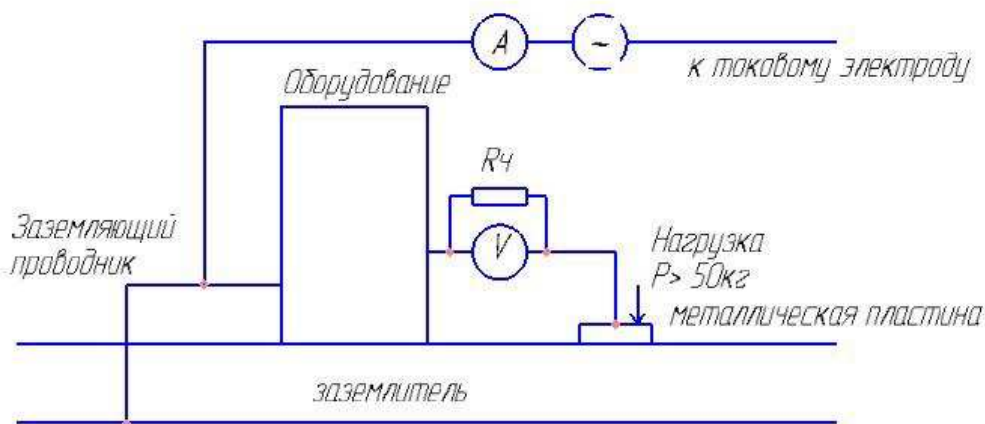 А
~
к токовому электроду
Оборудование
Rч
V
Заземляющий
проводник
Нагрузка
Р> 50кг
металлическая пластина
заземлитель